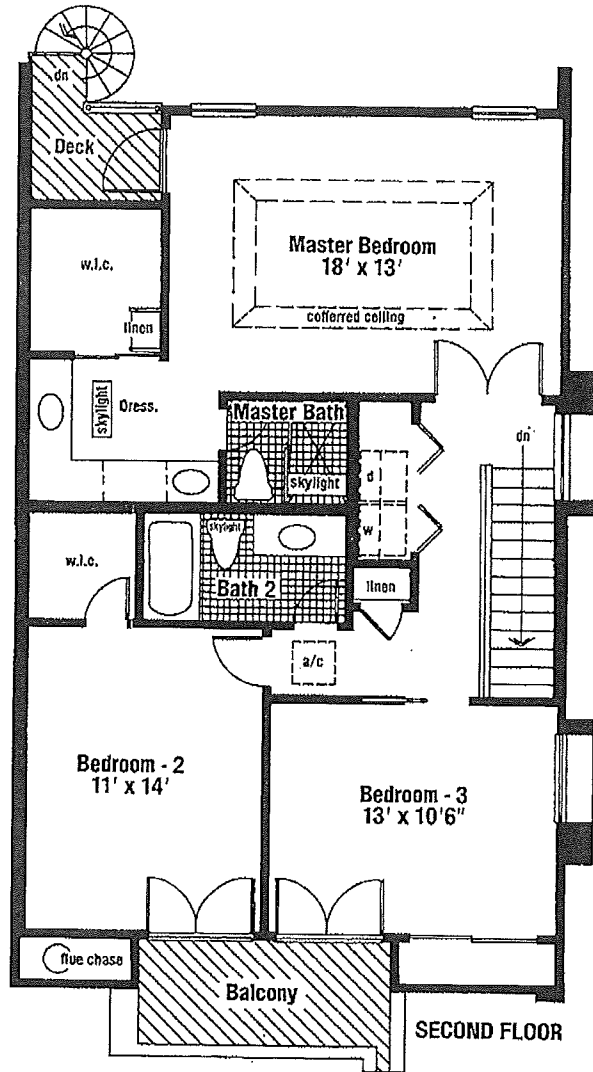 dn
Deck
w.i.c.
linen
Master Bedroom
18' x 13'
cofferred ceiling
skylight
Dress.
Master Bath
skylight
dn
d
w
w.i.c.
skylight
Bath 2
linen
a/c
Bedroom - 2
11' x 14'
Bedroom - 3
13' x 10'6"
flue chase
Balcony
SECOND FLOOR